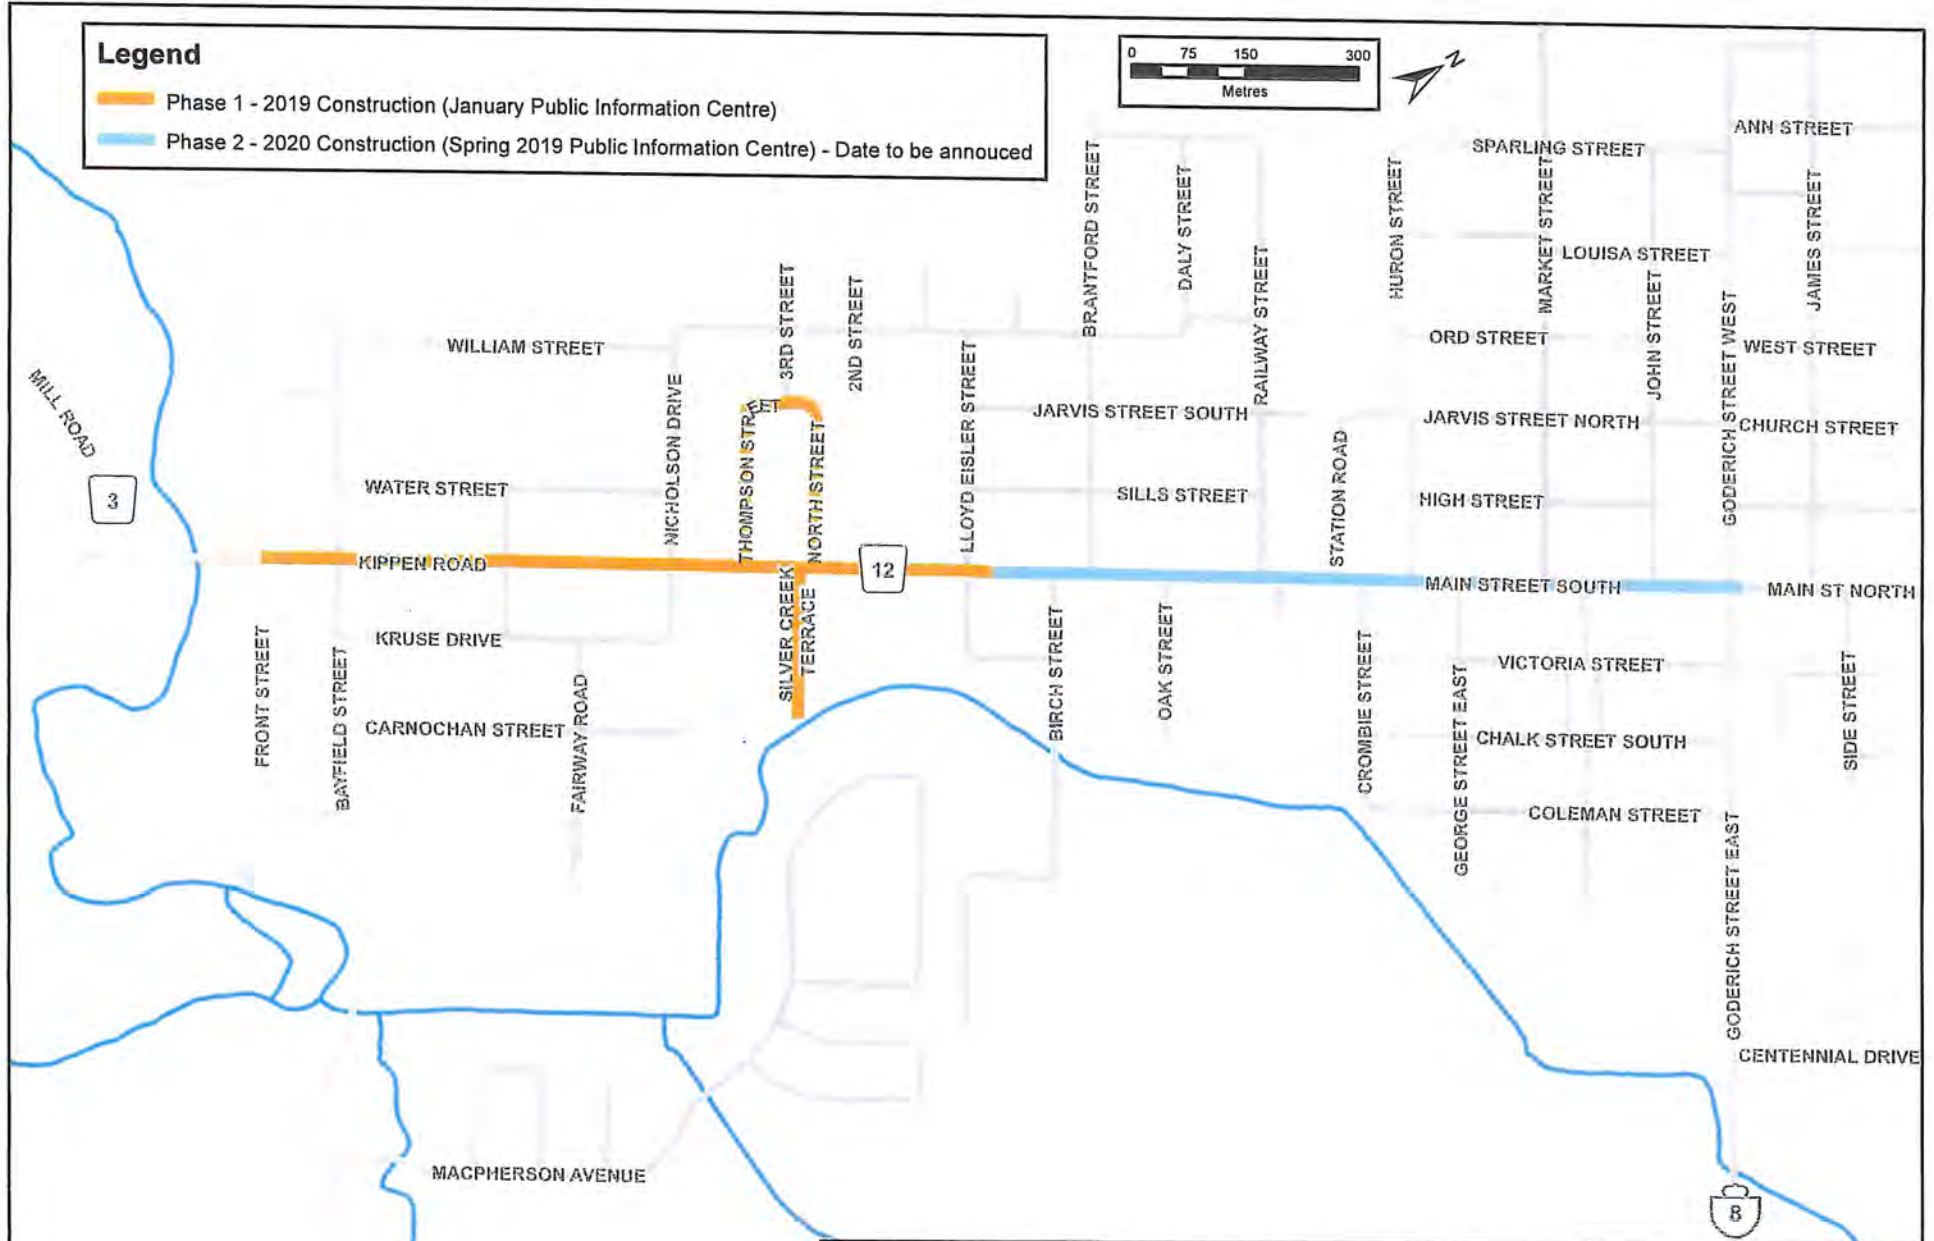 Legend
Phase 1 - 2019 Construction (January Public Information Centre)
Phase 2 - 2020 Construction (Spring 2019 Public Information Centre) - Date to be annouced
0 75 150 300
Metres
N
ANN STREET
SPARLING STREET
BRANTFORD STREET
DALY STREET
HURON STREET
MARKET STREET
JAMES STREET
LOUISA STREET
RAILWAY STREET
JOHN STREET
GODERICH STREET WEST
3RD STREET
2ND STREET
WILLIAM STREET
ORD STREET
WEST STREET
MILL ROAD
3
NICHOLSON DRIVE
THOMPSON STREET
NORTH STREET
LLOYD EISLER STREET
JARVIS STREET SOUTH
JARVIS STREET NORTH
CHURCH STREET
STATION ROAD
WATER STREET
SILLS STREET
HIGH STREET
KIPPEN ROAD
12
MAIN STREET SOUTH
MAIN ST NORTH
SILVER CREEK
TERRACE
FRONT STREET
BAYFIELD STREET
KRUSE DRIVE
FAIRWAY ROAD
BIRCH STREET
OAK STREET
CROMBIE STREET
GEORGE STREET EAST
VICTORIA STREET
SIDE STREET
CARNOCHAN STREET
CHALK STREET SOUTH
COLEMAN STREET
GODERICH STREET EAST
CENTENNIAL DRIVE
MACPHERSON AVENUE
8